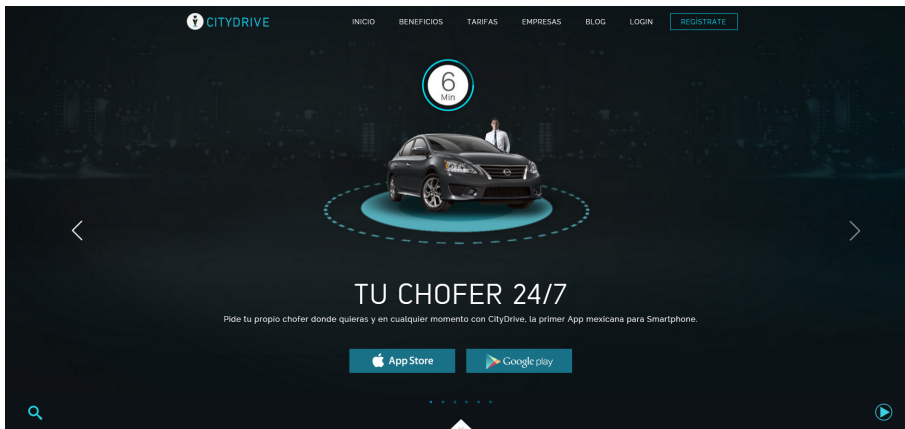 CITYDRIVE
INICIO BENEFICIOS TARIFAS EMPRESAS BLOG LOGIN REGÍSTRATE
6
Min
TU CHOFER 24/7
Pide tu propio chofer donde quieras y en cualquier momento con CityDrive, la primer App mexicana para Smartphone.
App Store
Google play